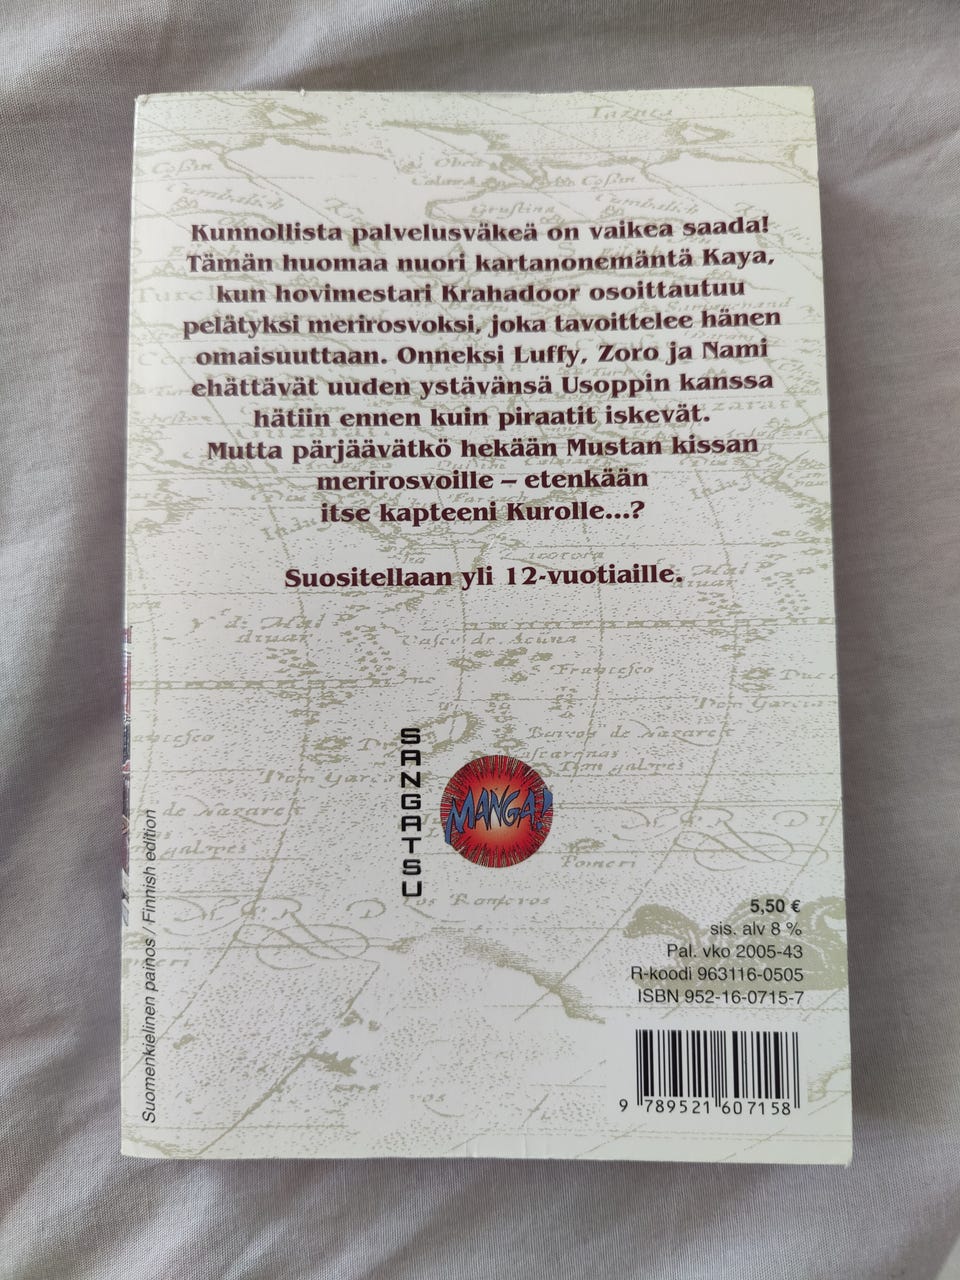 Kunnollista palvelusväkeä on vaikea saada!
Tämän huomaa nuori kartanonemäntä Kaya,
kun hovimestari Krahadoor osoittautuu
pelätyksi merirosvoksi, joka tavoittelee hänen
omaisuuttaan. Onneksi Luffy, Zoro ja Nami
ehättävät uuden ystävänsä Usoppin kanssa
hätiin ennen kuin piraatit iskevät.
Mutta pärjäävätkö hekään Mustan kissan
merirosvoille – etenkään
itse kapteeni Kurolle...?
Suositellaan yli 12-vuotiaille.
SANGATSU
MANGA!
Suomenkielinen painos / Finnish edition
5,50 €
sis. alv 8 %
Pal. vko 2005-43
R-koodi 963116-0505
ISBN 952-16-0715-7
9 789521 607158